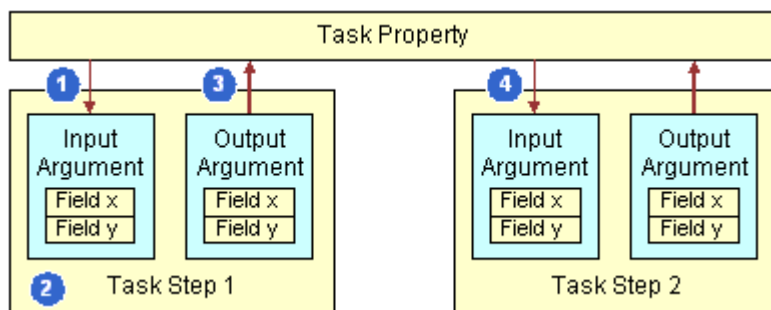 Task Property
1
3
4
Input
Argument
Field x
Field y
Output
Argument
Field x
Field y
2
Task Step 1
Input
Argument
Field x
Field y
Output
Argument
Field x
Field y
Task Step 2